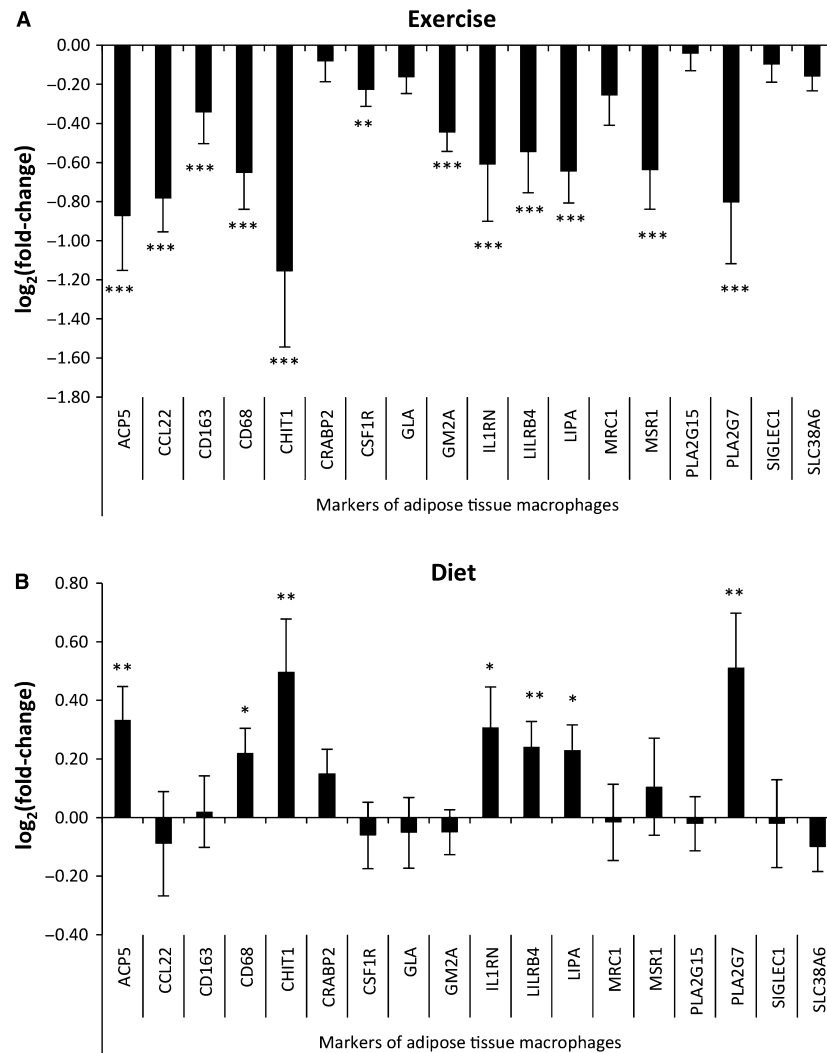 A
Exercise
log₂(fold-change)
0.00
−0.20
−0.40
−0.60
−0.80
−1.00
−1.20
−1.40
−1.60
−1.80
***
***
***
***
***
**
***
***
***
***
***
***
ACP5
CCL22
CD163
CD68
CHIT1
CRABP2
CSF1R
GLA
GM2A
IL1RN
LILRB4
LIPA
MRC1
MSR1
PLA2G15
PLA2G7
SIGLEC1
SLC38A6
Markers of adipose tissue macrophages
B
Diet
log₂(fold-change)
0.80
0.60
0.40
0.20
0.00
−0.20
−0.40
**
*
**
*
**
*
**
ACP5
CCL22
CD163
CD68
CHIT1
CRABP2
CSF1R
GLA
GM2A
IL1RN
LILRB4
LIPA
MRC1
MSR1
PLA2G15
PLA2G7
SIGLEC1
SLC38A6
Markers of adipose tissue macrophages